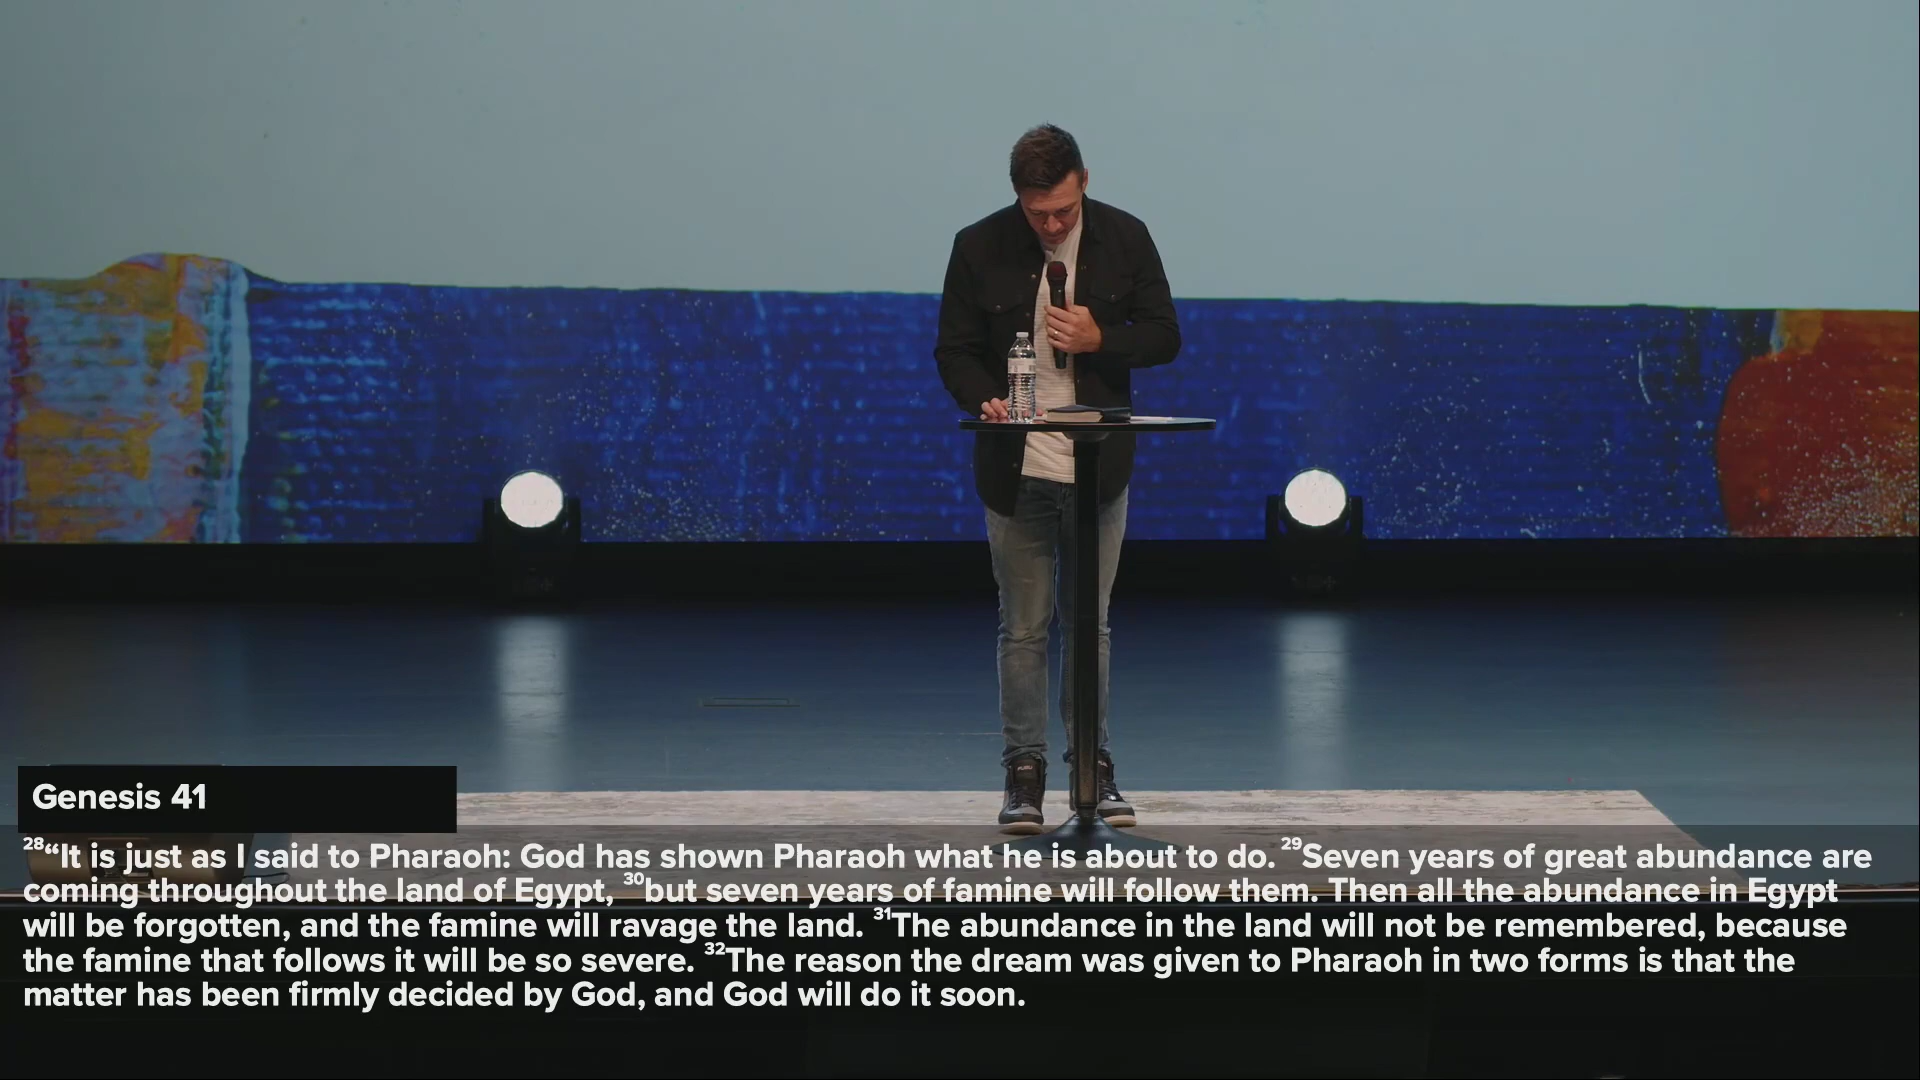 Genesis 41
28“It is just as I said to Pharaoh: God has shown Pharaoh what he is about to do. 29Seven years of great abundance are
coming throughout the land of Egypt, 30but seven years of famine will follow them. Then all the abundance in Egypt
will be forgotten, and the famine will ravage the land. 31The abundance in the land will not be remembered, because
the famine that follows it will be so severe. 32The reason the dream was given to Pharaoh in two forms is that the
matter has been firmly decided by God, and God will do it soon.